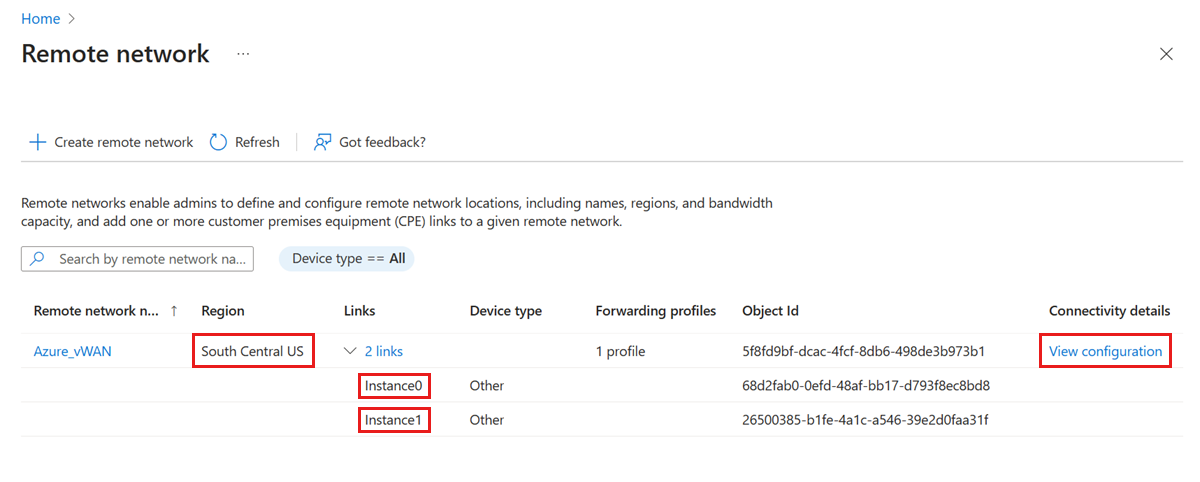 Home
Remote network ...
Create remote network Refresh Got feedback?
Remote networks enable admins to define and configure remote network locations, including names, regions, and bandwidth
capacity, and add one or more customer premises equipment (CPE) links to a given remote network.
Search by remote network na... Device type == All
Remote network n... ↑ Region Links Device type Forwarding profiles Object Id Connectivity details
Azure_vWAN South Central US 2 links 1 profile 5f8fd9bf-dcac-4fcf-8db6-498de3b973b1 View configuration
Instance0 Other 68d2fab0-0efd-48af-bb17-d793f8ec8bd8
Instance1 Other 26500385-b1fe-4a1c-a546-39e2d0faa31f